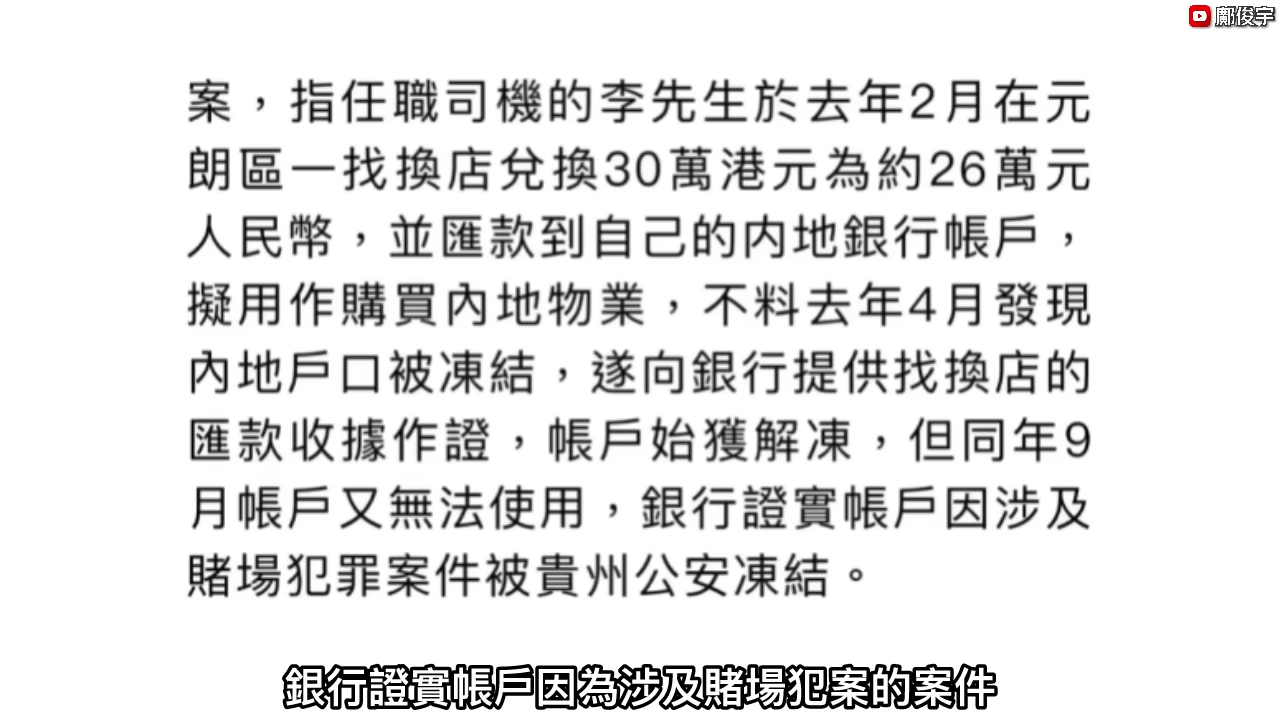 鄺俊宇
案，指任職司機的李先生於去年2月在元
朗區一找換店兌換30萬港元為約26萬元
人民幣，並匯款到自己的內地銀行帳戶，
擬用作購買內地物業，不料去年4月發現
內地戶口被凍結，遂向銀行提供找換店的
匯款收據作證，帳戶始獲解凍，但同年9
月帳戶又無法使用，銀行證實帳戶因涉及
賭場犯罪案件被貴州公安凍結。
銀行證實帳戶因為涉及賭場犯案的案件